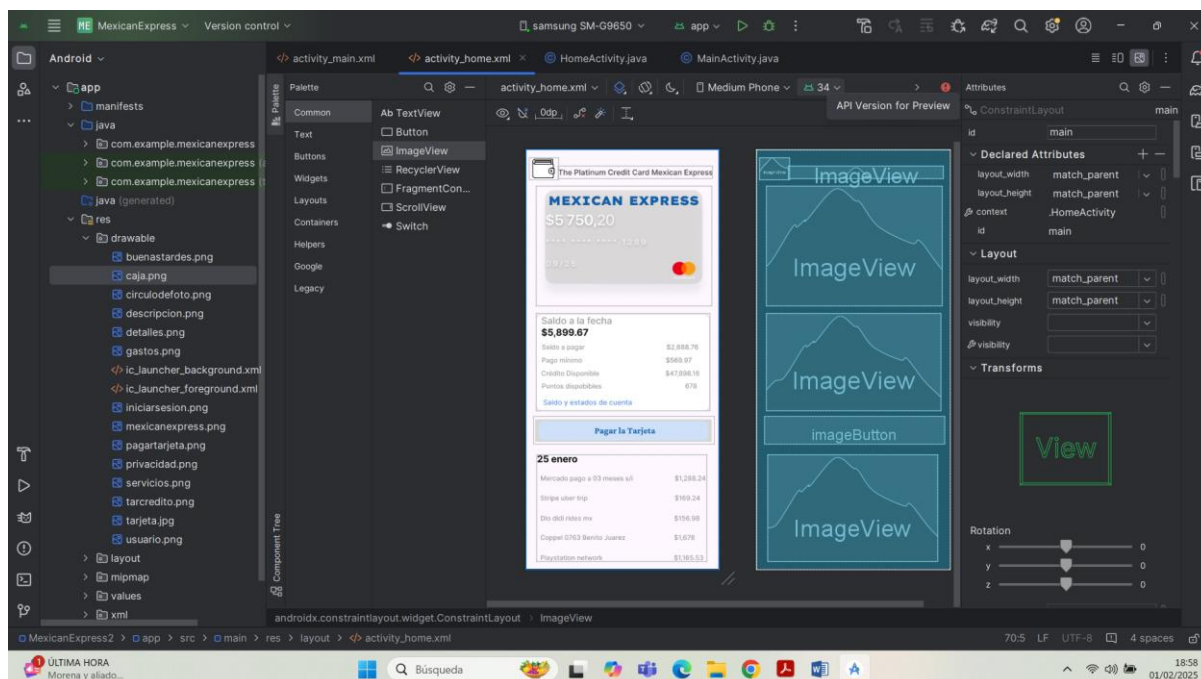 ME MexicanExpress Version control samsung SM-G9650 app
Android
activity_main.xml activity_home.xml HomeActivity.java MainActivity.java
app
manifests
java
com.example.mexicanexpress
com.example.mexicanexpress
com.example.mexicanexpress
java (generated)
res
drawable
buenastardes.png
caja.png
circulodefoto.png
descripcion.png
detalles.png
gastos.png
ic_launcher_background.xml
ic_launcher_foreground.xml
iniciarsesion.png
mexicanexpress.png
pagartarjeta.png
privacidad.png
servicios.png
tarcredito.png
tarjeta.jpg
usuario.png
layout
mipmap
values
xml
Palette
Component Tree
Palette
Common
Text
Buttons
Widgets
Layouts
Containers
Helpers
Google
Legacy
Ab TextView
Button
ImageView
RecyclerView
FragmentCon...
ScrollView
Switch
activity_home.xml Medium Phone 34
API Version for Preview
0dp
The Platinum Credit Card Mexican Express
MEXICAN EXPRESS
$5 750,20
09/25
Saldo a la fecha
$5,899.67
Saldo a pagar $2,888.76
Pago minimo $569.97
Crédito Disponible $47,898.16
Puntos dispobibles 678
Saldo y estados de cuenta
Pagar la Tarjeta
25 enero
Mercado pago a 03 meses s/i $1,288.24
Stripe uber trip $169.24
Dlo didi rides mx $156.98
Coppel 0763 Benito Juarez $1,678
Playstation network $1,165.53
ImageView
ImageView
ImageView
imageButton
ImageView
Attributes
ConstraintLayout main
id main
Declared Attributes
layout_width match_parent
layout_height match_parent
context .HomeActivity
id main
Layout
layout_width match_parent
layout_height match_parent
visibility
visibility
Transforms
View
Rotation
x 0
y 0
z 0
androidx.constraintlayout.widget.ConstraintLayout ImageView
MexicanExpress2 app src main res layout activity_home.xml 70:5 LF UTF-8 4 spaces
ÚLTIMA HORA
Morena y aliado...
Búsqueda
18:58
01/02/2025